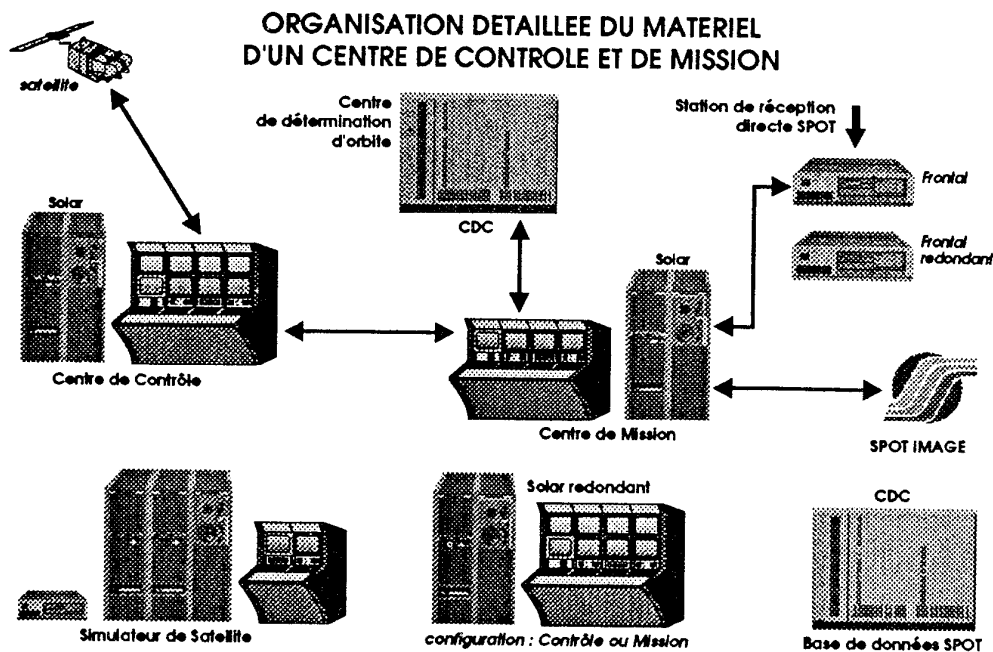 ORGANISATION DETAILLEE DU MATERIEL
D'UN CENTRE DE CONTROLE ET DE MISSION
satellite
Centre
de détermination
d'orbite
CDC
Station de réception
directe SPOT
Frontal
Frontal
redondant
Solar
Centre de Contrôle
Solar
Centre de Mission
SPOT IMAGE
Simulateur de Satellite
Solar redondant
configuration : Contrôle ou Mission
CDC
Base de données SPOT